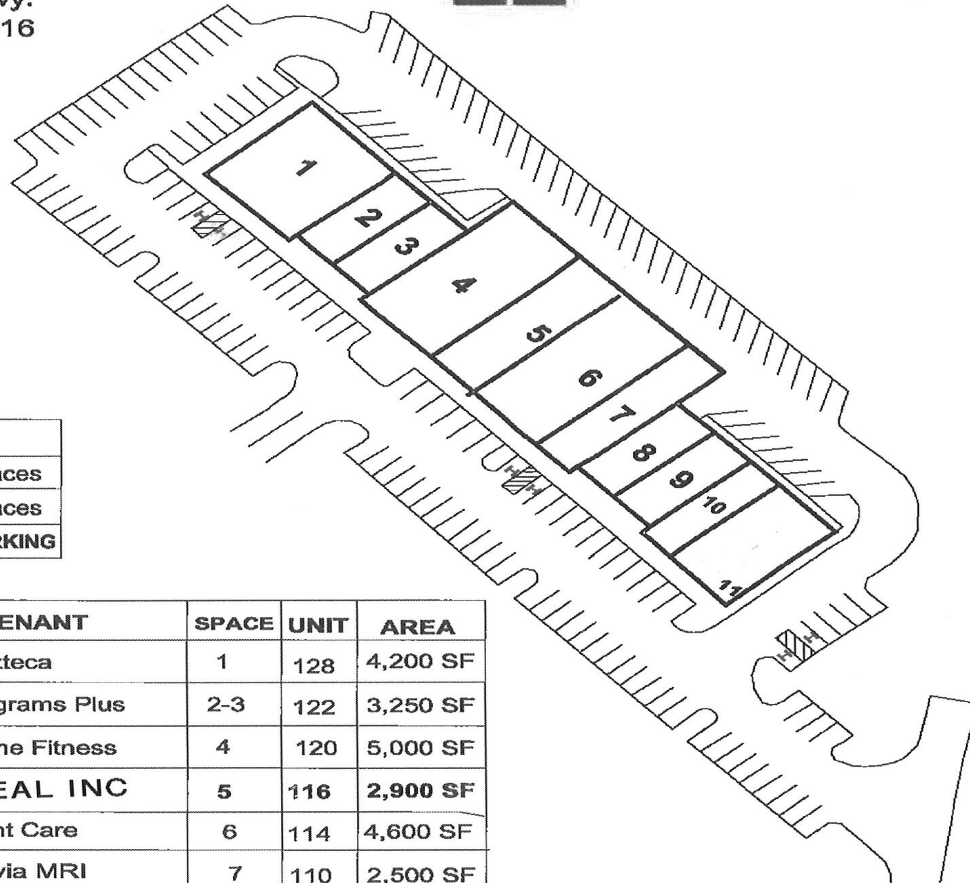 16
1
2
3
4
5
6
7
8
9
10
11
aces
aces
RKING
ENANT SPACE UNIT AREA
teca 1 128 4,200 SF
grams Plus 2-3 122 3,250 SF
ne Fitness 4 120 5,000 SF
EAL INC 5 116 2,900 SF
nt Care 6 114 4,600 SF
via MRI 7 110 2,500 SF